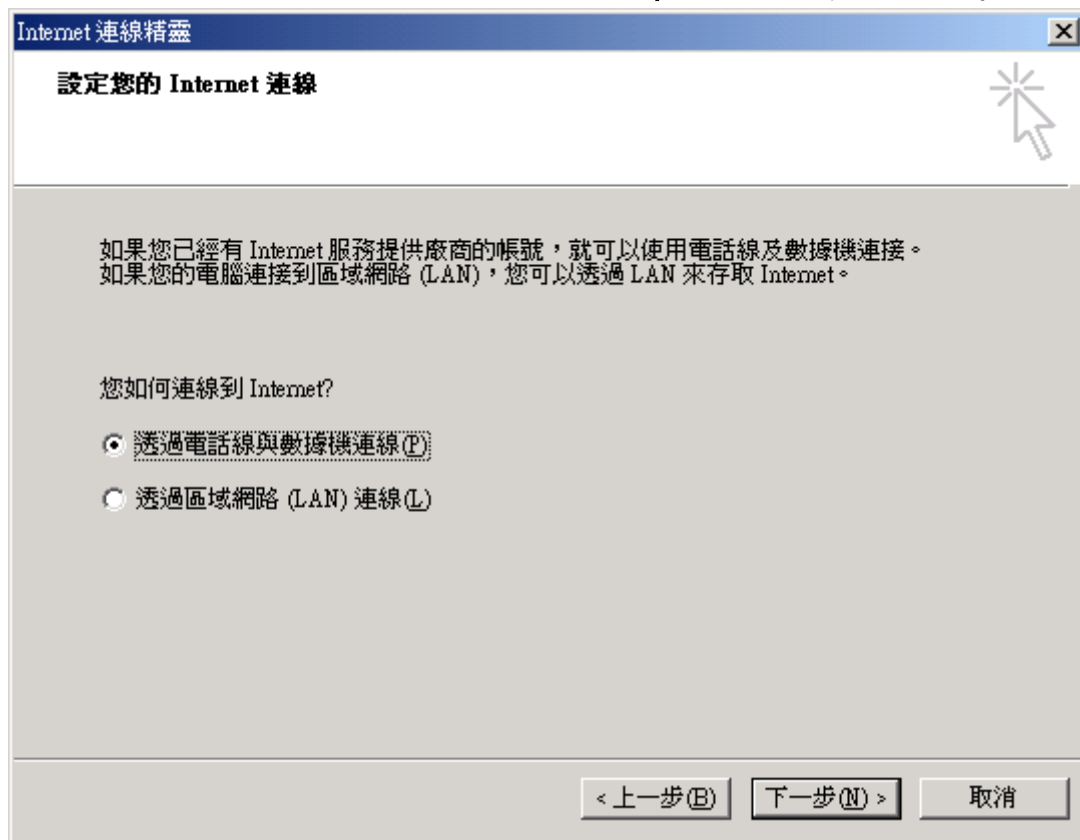 Internet 連線精靈
設定您的 Internet 連線
如果您已經有 Internet 服務提供廠商的帳號，就可以使用電話線及數據機連接。
如果您的電腦連接到區域網路 (LAN)，您可以透過 LAN 來存取 Internet。
您如何連線到 Internet?
透過電話線與數據機連線(P)
透過區域網路 (LAN) 連線(L)
< 上一步(B) 下一步(N) > 取消